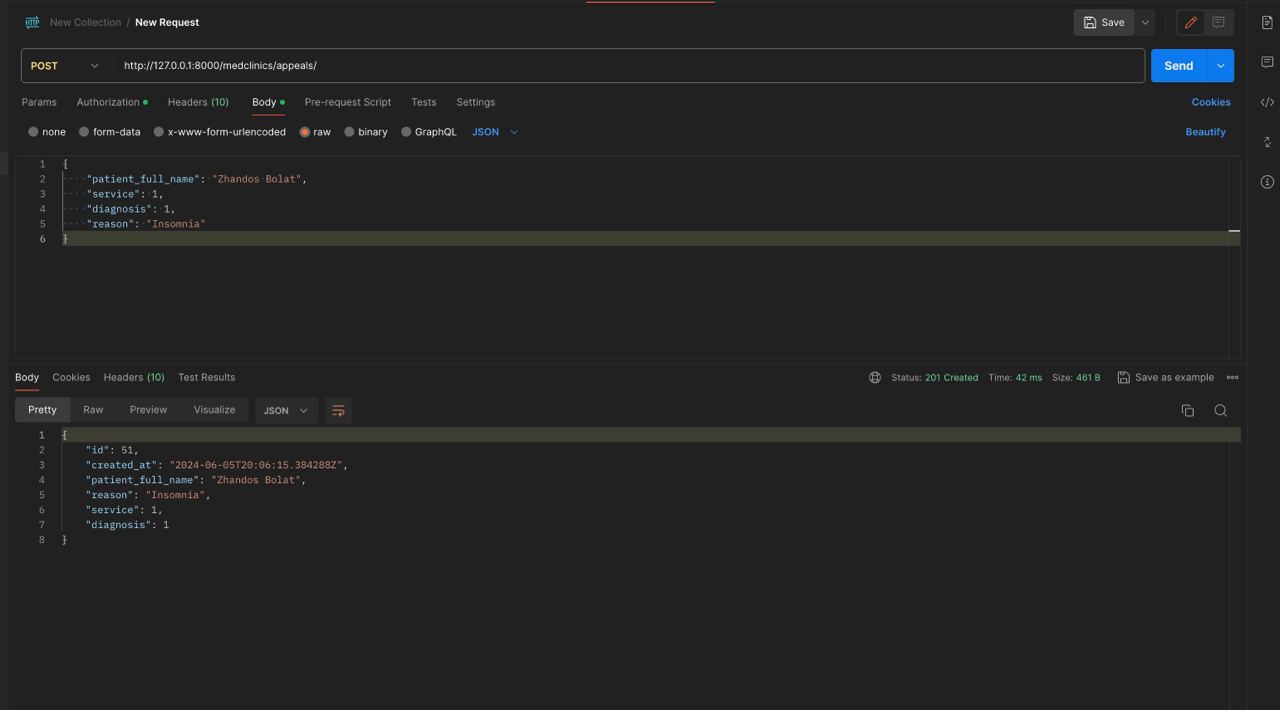 HTTP New Collection / New Request Save
POST http://127.0.0.1:8000/medclinics/appeals/ Send
Params Authorization Headers (10) Body Pre-request Script Tests Settings Cookies
none form-data x-www-form-urlencoded raw binary GraphQL JSON Beautify
1 {
2 "patient_full_name": "Zhandos Bolat",
3 "service": 1,
4 "diagnosis": 1,
5 "reason": "Insomnia"
6 }
Body Cookies Headers (10) Test Results Status: 201 Created Time: 42 ms Size: 461 B Save as example
Pretty Raw Preview Visualize JSON
1 {
2 "id": 51,
3 "created_at": "2024-06-05T20:06:15.384288Z",
4 "patient_full_name": "Zhandos Bolat",
5 "reason": "Insomnia",
6 "service": 1,
7 "diagnosis": 1
8 }